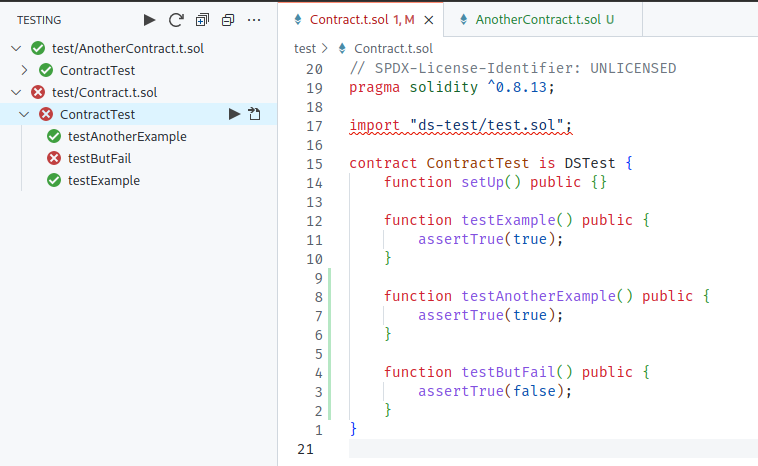 TESTING
test/AnotherContract.t.sol
ContractTest
test/Contract.t.sol
ContractTest
testAnotherExample
testButFail
testExample
Contract.t.sol 1, M
AnotherContract.t.sol U
test > Contract.t.sol
20 // SPDX-License-Identifier: UNLICENSED
19 pragma solidity ^0.8.13;
18
17 import "ds-test/test.sol";
16
15 contract ContractTest is DSTest {
14 function setUp() public {}
13
12 function testExample() public {
11 assertTrue(true);
10 }
9
8 function testAnotherExample() public {
7 assertTrue(true);
6 }
5
4 function testButFail() public {
3 assertTrue(false);
2 }
1 }
21